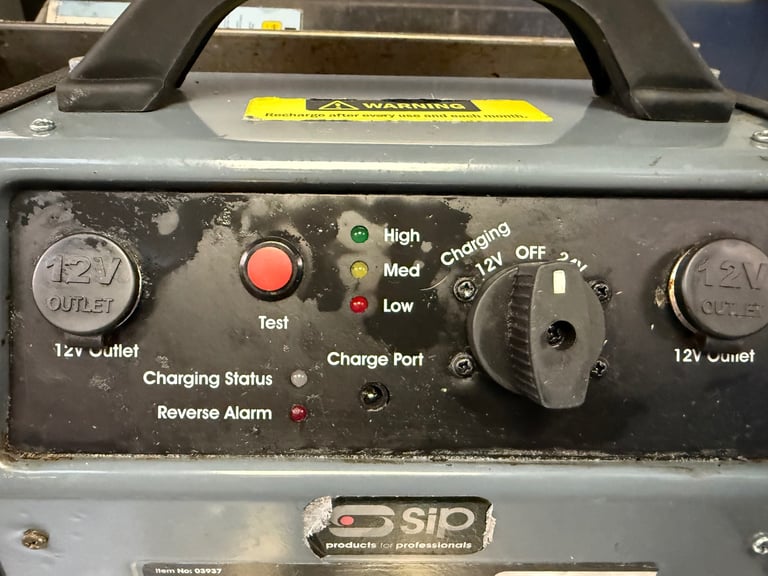 WARNING
Recharge after every use and each month.
12V
OUTLET
12V Outlet
Test
High
Med
Low
Charging
12V OFF 24V
Charge Port
Charging Status
Reverse Alarm
12V
OUTLET
12V Outlet
sip
products for professionals
Item No: 03937